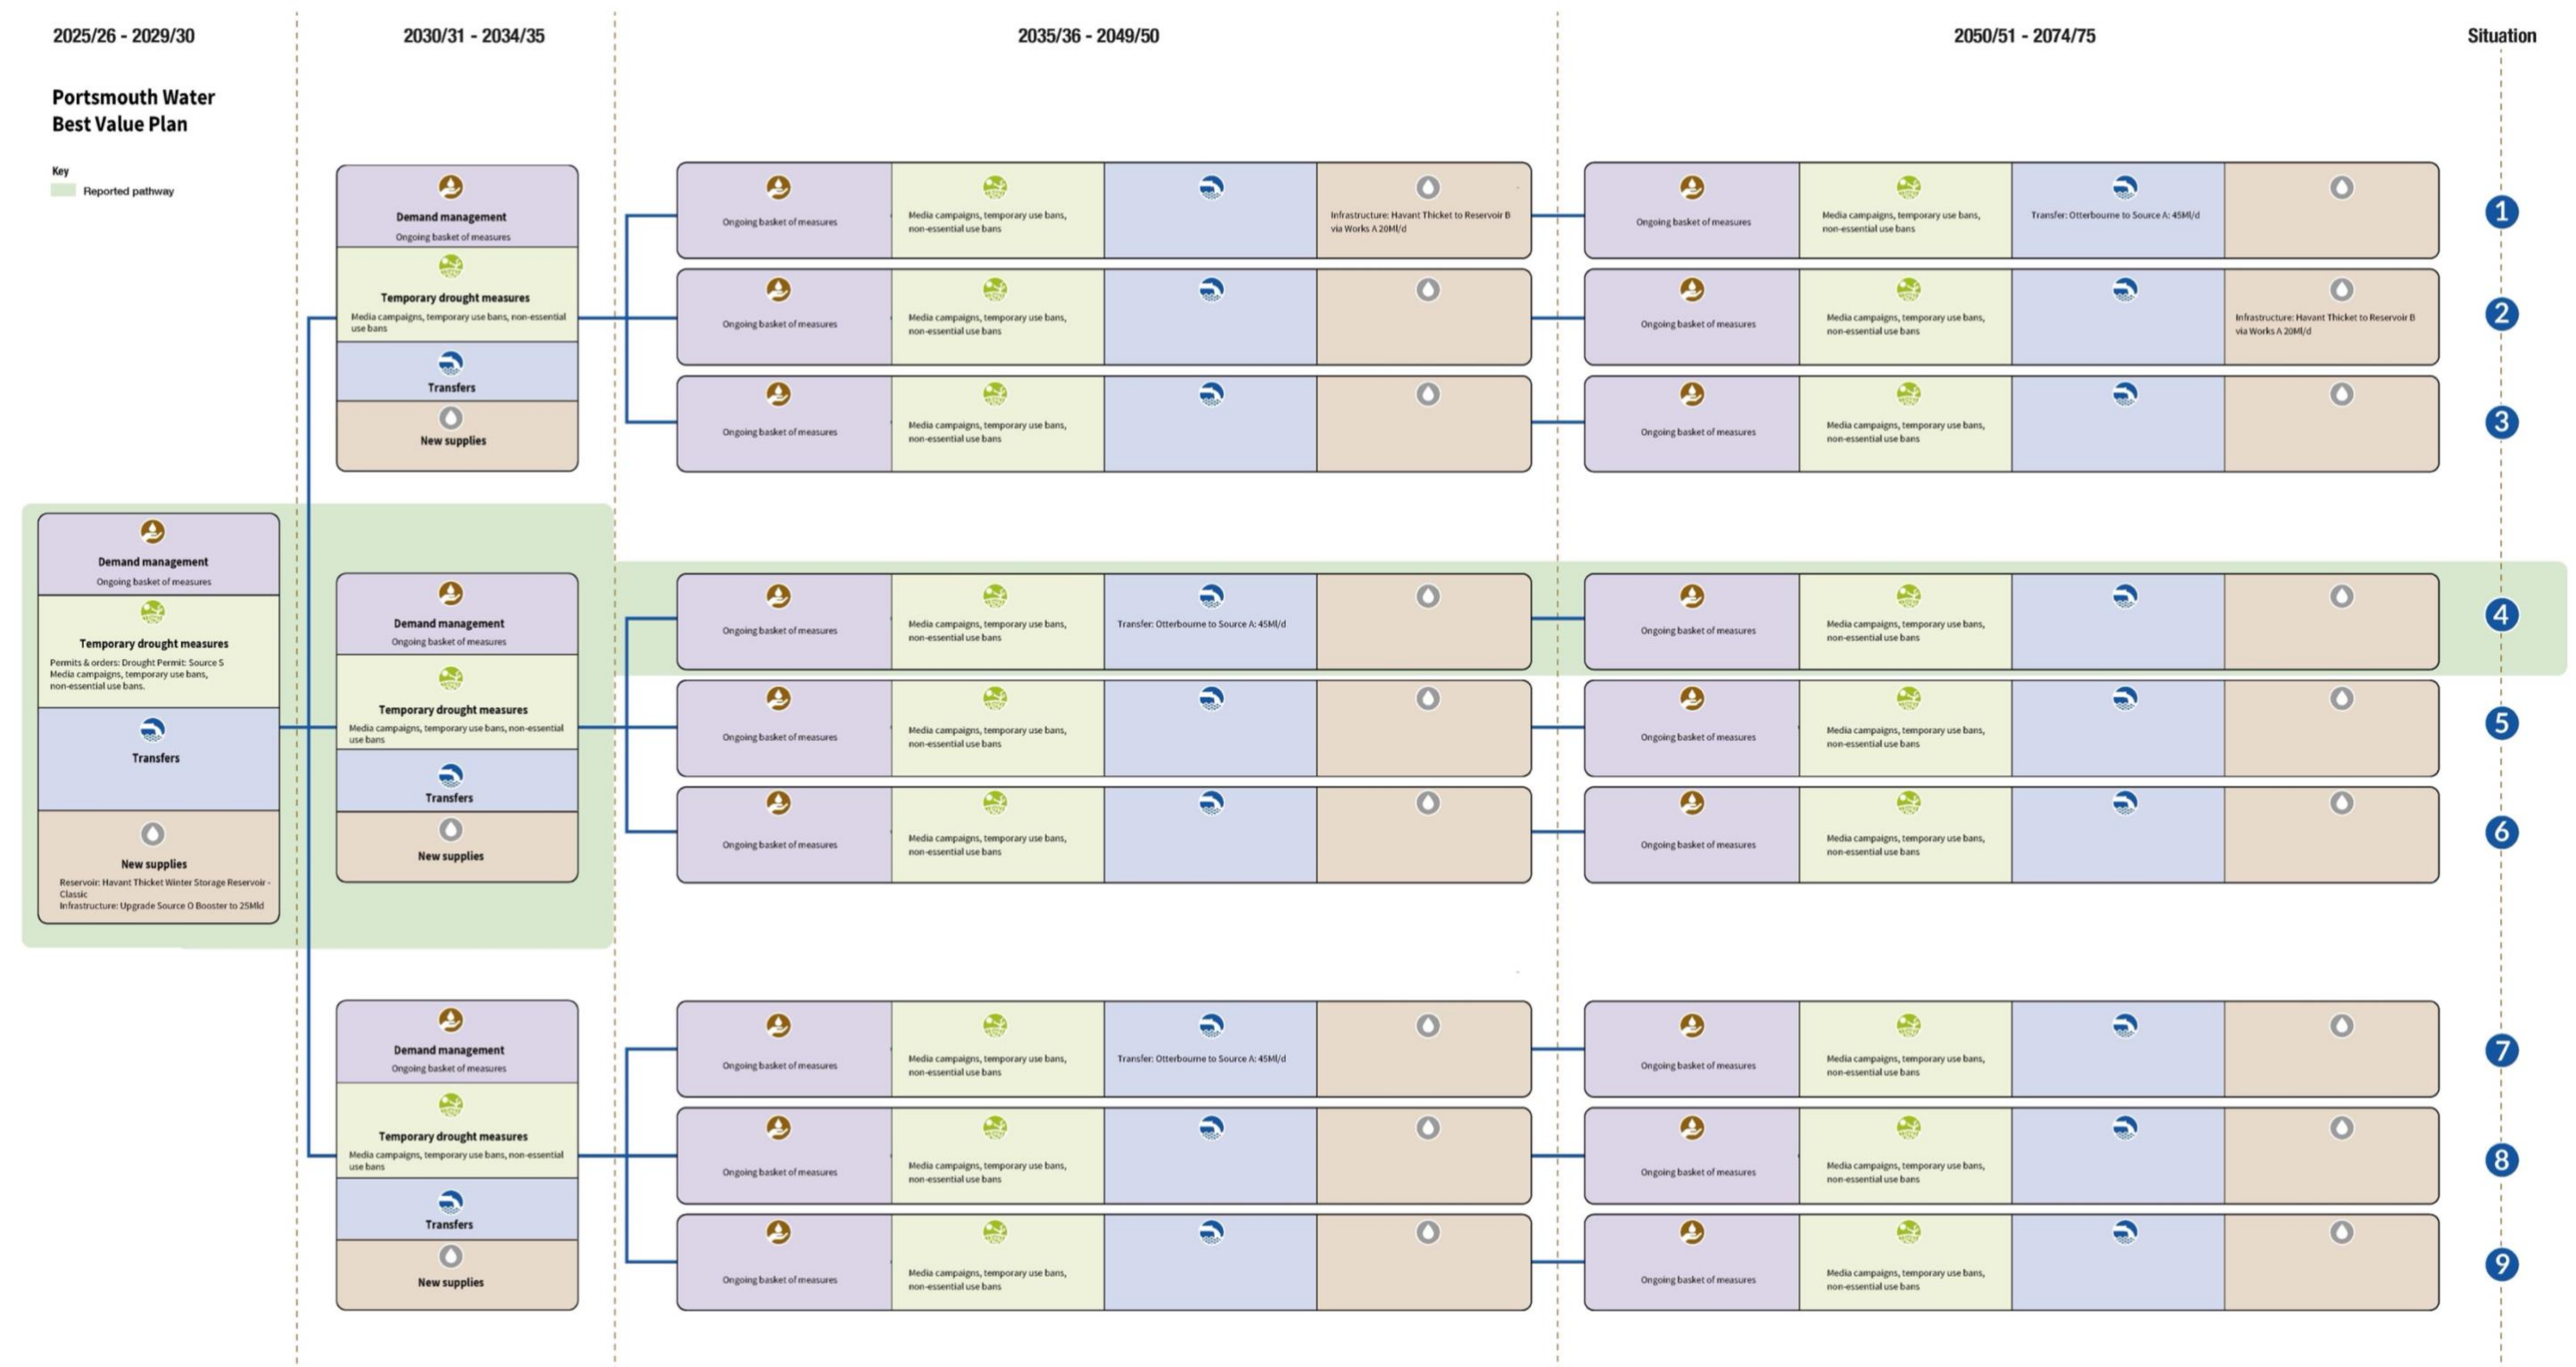 2025/26 - 2029/30
2030/31 - 2034/35
2035/36 - 2049/50
2050/51 - 2074/75
Situation
Portsmouth Water
Best Value Plan
Key
Reported pathway
Demand management
Ongoing basket of measures
Temporary drought measures
Permits & orders: Drought Permit: Source S
Media campaigns, temporary use bans,
non-essential use bans.
Transfers
New supplies
Reservoir: Havant Thicket Winter Storage Reservoir -
Classic
Infrastructure: Upgrade Source O Booster to 25Mld
Demand management
Ongoing basket of measures
Temporary drought measures
Media campaigns, temporary use bans, non-essential
use bans
Transfers
New supplies
Ongoing basket of measures
Media campaigns, temporary use bans,
non-essential use bans
Infrastructure: Havant Thicket to Reservoir B
via Works A 20Ml/d
Ongoing basket of measures
Media campaigns, temporary use bans,
non-essential use bans
Transfer: Otterbourne to Source A: 45Ml/d
1
Ongoing basket of measures
Media campaigns, temporary use bans,
non-essential use bans
Ongoing basket of measures
Media campaigns, temporary use bans,
non-essential use bans
Infrastructure: Havant Thicket to Reservoir B
via Works A 20Ml/d
2
Ongoing basket of measures
Media campaigns, temporary use bans,
non-essential use bans
Ongoing basket of measures
Media campaigns, temporary use bans,
non-essential use bans
3
Demand management
Ongoing basket of measures
Temporary drought measures
Media campaigns, temporary use bans, non-essential
use bans
Transfers
New supplies
Ongoing basket of measures
Media campaigns, temporary use bans,
non-essential use bans
Transfer: Otterbourne to Source A: 45Ml/d
Ongoing basket of measures
Media campaigns, temporary use bans,
non-essential use bans
4
Ongoing basket of measures
Media campaigns, temporary use bans,
non-essential use bans
Ongoing basket of measures
Media campaigns, temporary use bans,
non-essential use bans
5
Ongoing basket of measures
Media campaigns, temporary use bans,
non-essential use bans
Ongoing basket of measures
Media campaigns, temporary use bans,
non-essential use bans
6
Demand management
Ongoing basket of measures
Temporary drought measures
Media campaigns, temporary use bans, non-essential
use bans
Transfers
New supplies
Ongoing basket of measures
Media campaigns, temporary use bans,
non-essential use bans
Transfer: Otterbourne to Source A: 45Ml/d
Ongoing basket of measures
Media campaigns, temporary use bans,
non-essential use bans
7
Ongoing basket of measures
Media campaigns, temporary use bans,
non-essential use bans
Ongoing basket of measures
Media campaigns, temporary use bans,
non-essential use bans
8
Ongoing basket of measures
Media campaigns, temporary use bans,
non-essential use bans
Ongoing basket of measures
Media campaigns, temporary use bans,
non-essential use bans
9